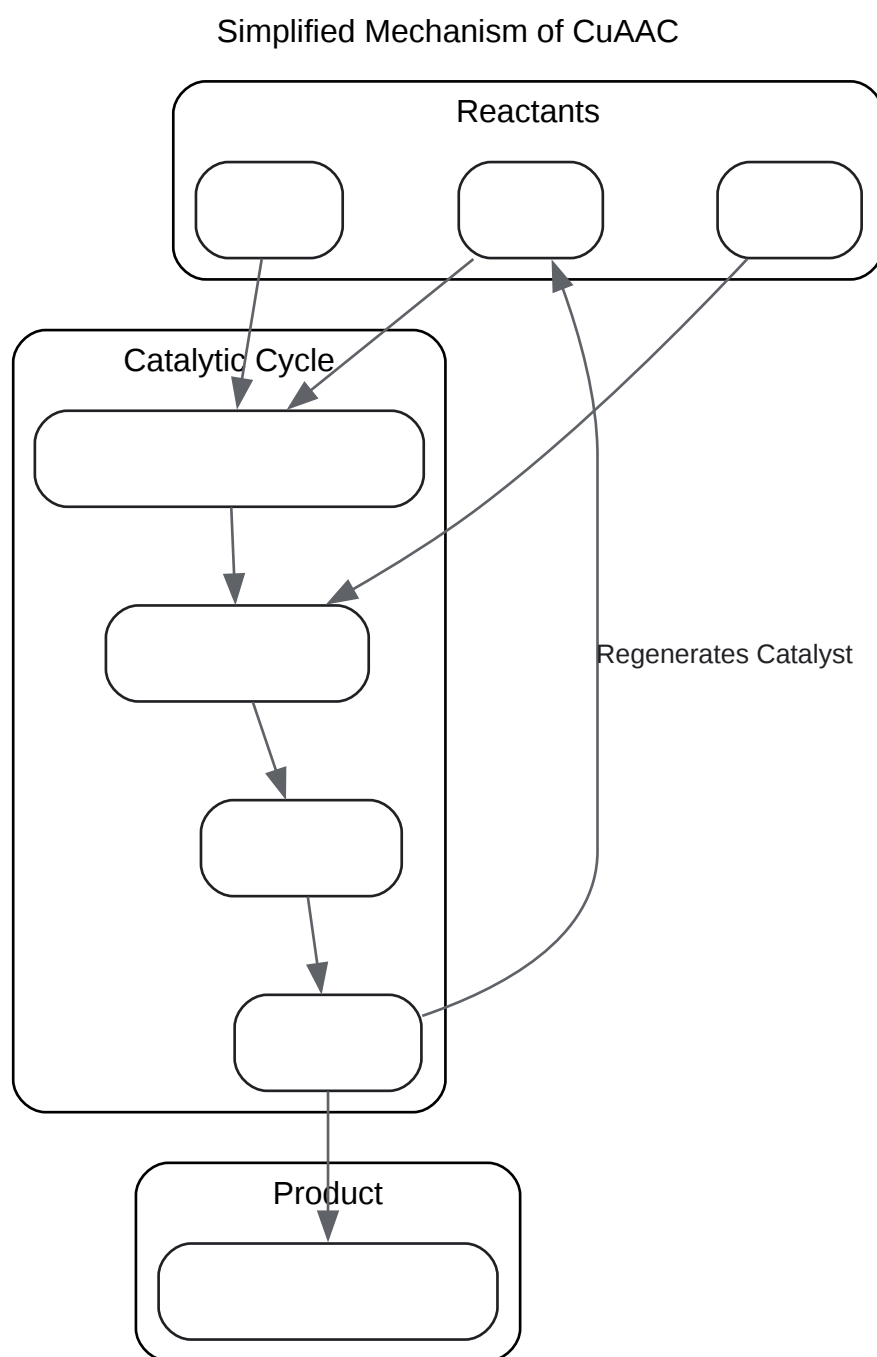 Simplified Mechanism of CuAAC
Reactants
Catalytic Cycle
Regenerates Catalyst
Product